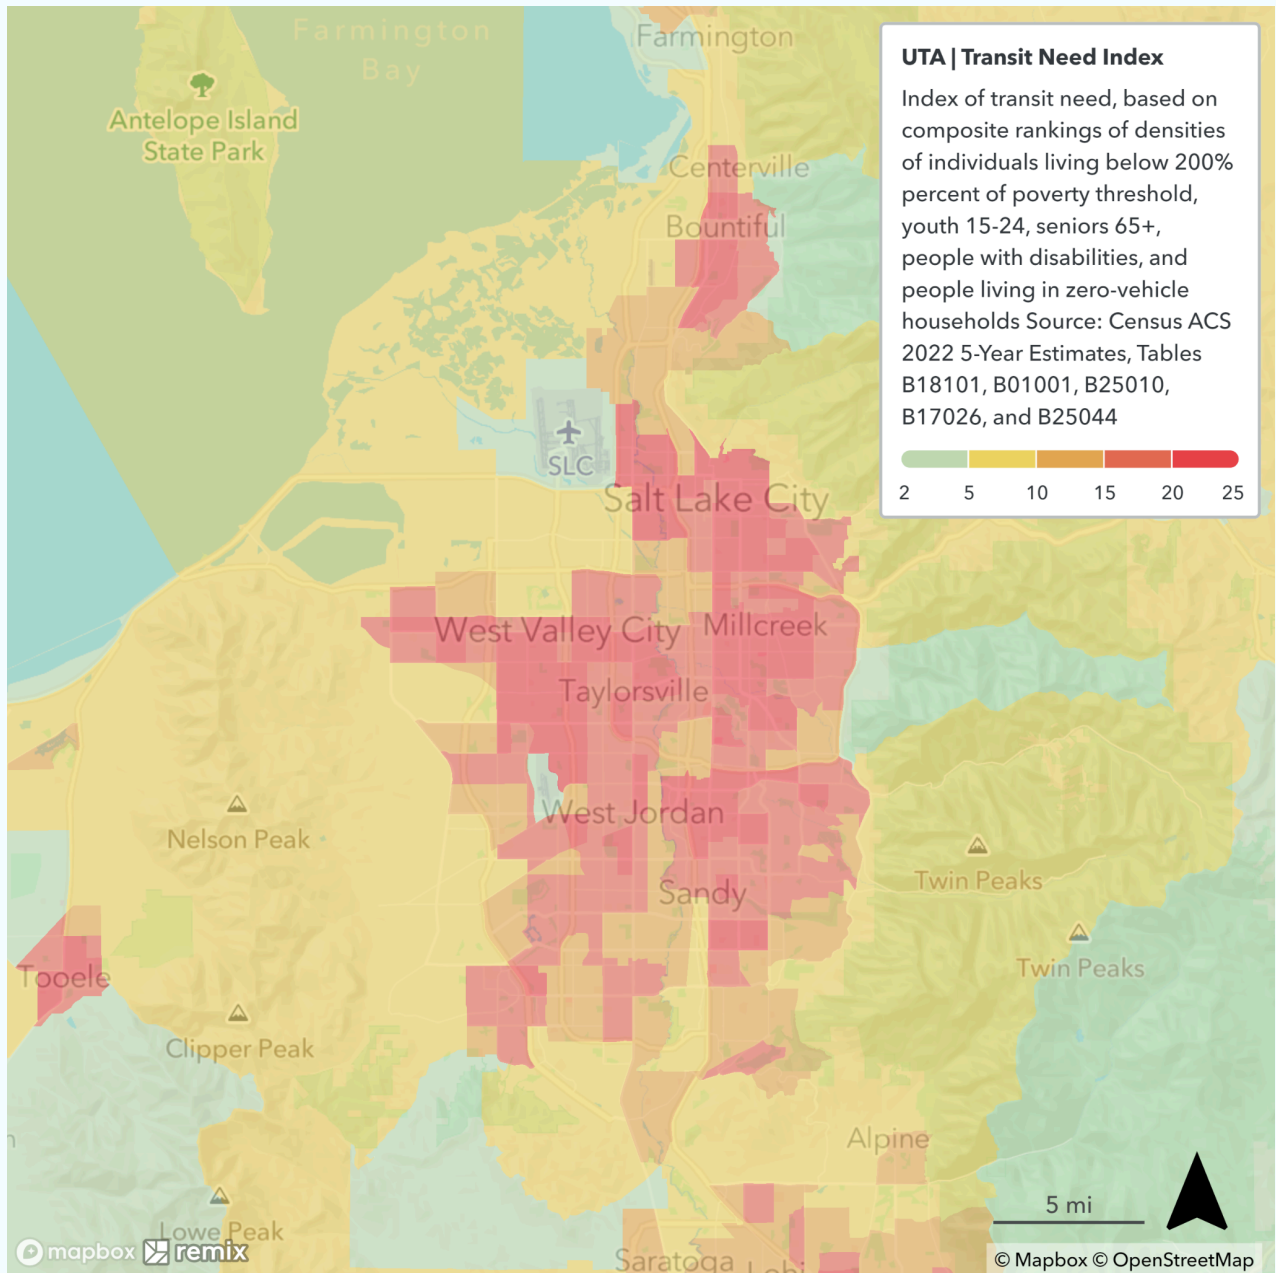 Farmington
Bay
Farmington
Antelope Island
State Park
Centerville
Bountiful
UTA | Transit Need Index
Index of transit need, based on
composite rankings of densities
of individuals living below 200%
percent of poverty threshold,
youth 15-24, seniors 65+,
people with disabilities, and
people living in zero-vehicle
households Source: Census ACS
2022 5-Year Estimates, Tables
B18101, B01001, B25010,
B17026, and B25044
2 5 10 15 20 25
SLC
Salt Lake City
West Valley City
Millcreek
Taylorsville
West Jordan
Nelson Peak
Sandy
Twin Peaks
Twin Peaks
Tooele
Clipper Peak
Alpine
Lowe Peak
5 mi
Saratoga
Lehi
mapbox remix
© Mapbox © OpenStreetMap